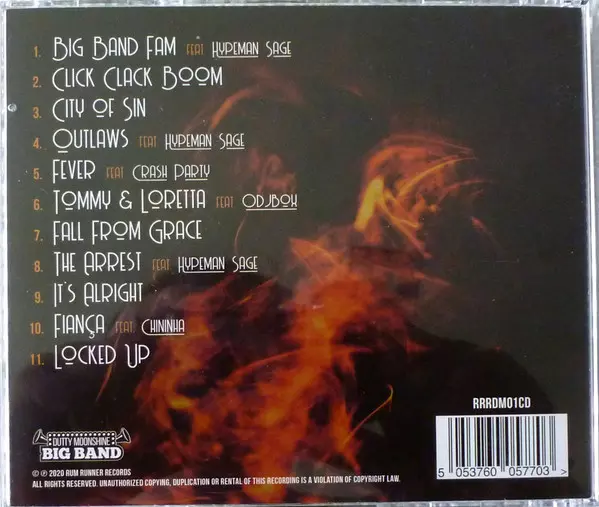 1. Big Band Fam feat Hypeman Sage
2. Click Clack Boom
3. City of Sin
4. Outlaws feat Hypeman Sage
5. Fever feat Crash Party
6. Tommy & Loretta feat Odjbox
7. Fall From Grace
8. The Arrest feat Hypeman Sage
9. It's Alright
10. Fiança feat. Chininha
11. Locked Up
RRRDM01CD
DUTTY MOONSHINE
BIG BAND
5 053760 057703 >
© ℗ 2020 RUM RUNNER RECORDS
ALL RIGHTS RESERVED. UNAUTHORIZED COPYING, DUPLICATION OR RENTAL OF THIS RECORDING IS A VIOLATION OF COPYRIGHT LAW.